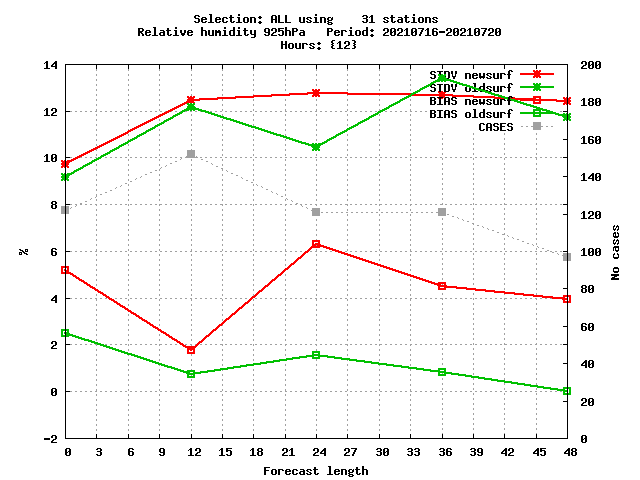 Selection: ALL using    31 stations
Relative humidity 925hPa   Period: 20210716-20210720
Hours: {12}
14
12
10
8
6
4
2
0
-2
%
200
180
160
140
120
100
80
60
40
20
0
No cases
STDV newsurf
STDV oldsurf
BIAS newsurf
BIAS oldsurf
CASES
0 3 6 9 12 15 18 21 24 27 30 33 36 39 42 45 48
Forecast length